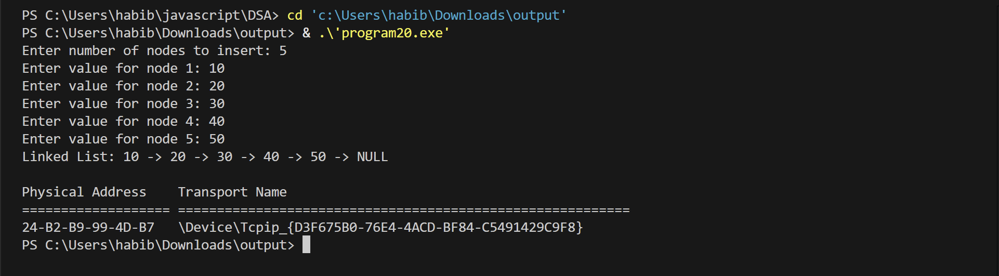 PS C:\Users\habib\javascript\DSA> cd 'c:\Users\habib\Downloads\output'
PS C:\Users\habib\Downloads\output> & .\'program20.exe'
Enter number of nodes to insert: 5
Enter value for node 1: 10
Enter value for node 2: 20
Enter value for node 3: 30
Enter value for node 4: 40
Enter value for node 5: 50
Linked List: 10 -> 20 -> 30 -> 40 -> 50 -> NULL
Physical Address    Transport Name
=================== ==========================================================
24-B2-B9-99-4D-B7   \Device\Tcpip_{D3F675B0-76E4-4ACD-BF84-C5491429C9F8}
PS C:\Users\habib\Downloads\output>